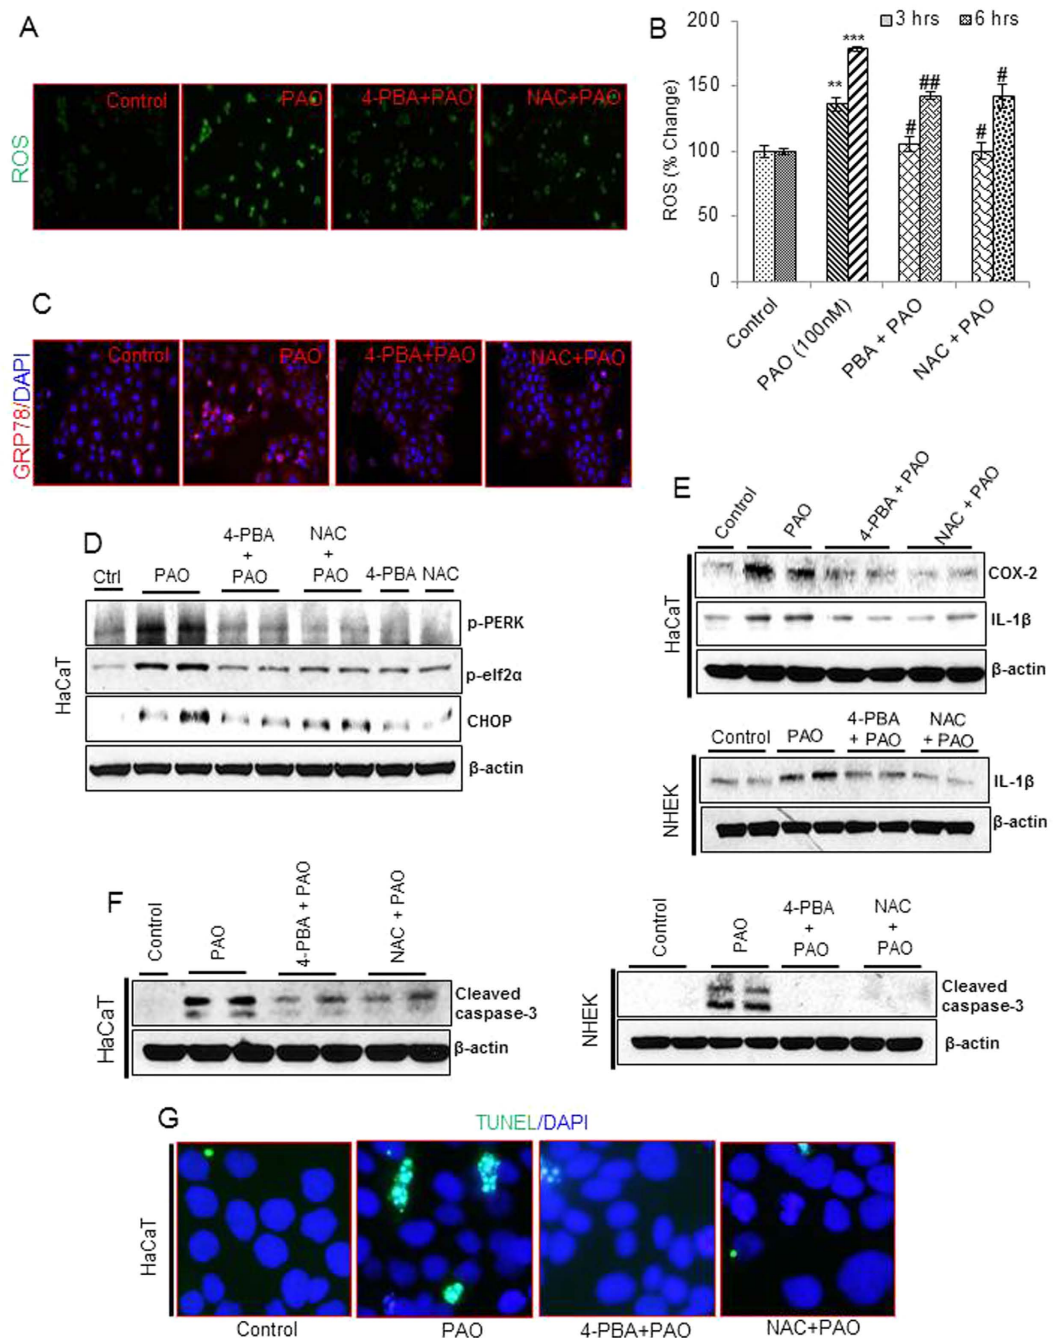 A
Control
PAO
4-PBA+PAO
NAC+PAO
ROS
B
3 hrs
6 hrs
200
150
100
50
0
ROS (% Change)
**
***
#
##
#
#
Control
PAO (100nM)
PBA + PAO
NAC + PAO
C
Control
PAO
4-PBA+PAO
NAC+PAO
GRP78/DAPI
D
Ctrl
PAO
4-PBA
+
PAO
NAC
+
PAO
4-PBA
NAC
HaCaT
p-PERK
p-eIf2α
CHOP
β-actin
E
Control
PAO
4-PBA + PAO
NAC + PAO
HaCaT
COX-2
IL-1β
β-actin
Control
PAO
4-PBA
+ PAO
NAC
+ PAO
NHEK
IL-1β
β-actin
F
Control
PAO
4-PBA + PAO
NAC + PAO
HaCaT
Cleaved
caspase-3
β-actin
Control
PAO
4-PBA
+
PAO
NAC
+
PAO
NHEK
Cleaved
caspase-3
β-actin
G
TUNEL/DAPI
HaCaT
Control
PAO
4-PBA+PAO
NAC+PAO